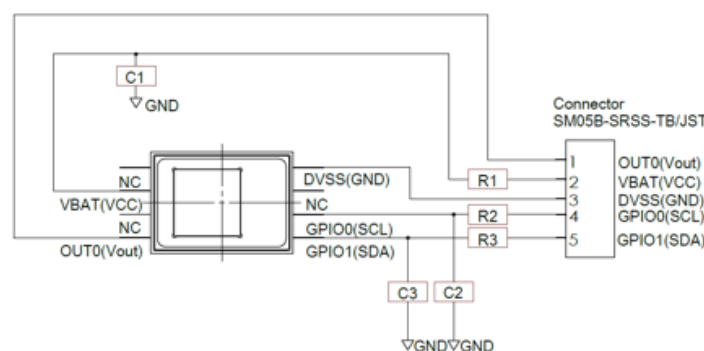 C1
GND
Connector
SM05B-SRSS-TB/JST
1 OUT0(Vout)
R1 2 VBAT(VCC)
3 DVSS(GND)
R2 4 GPIO0(SCL)
R3 5 GPIO1(SDA)
NC
VBAT(VCC)
NC
OUT0(Vout)
DVSS(GND)
NC
GPIO0(SCL)
GPIO1(SDA)
C3 C2
GND GND